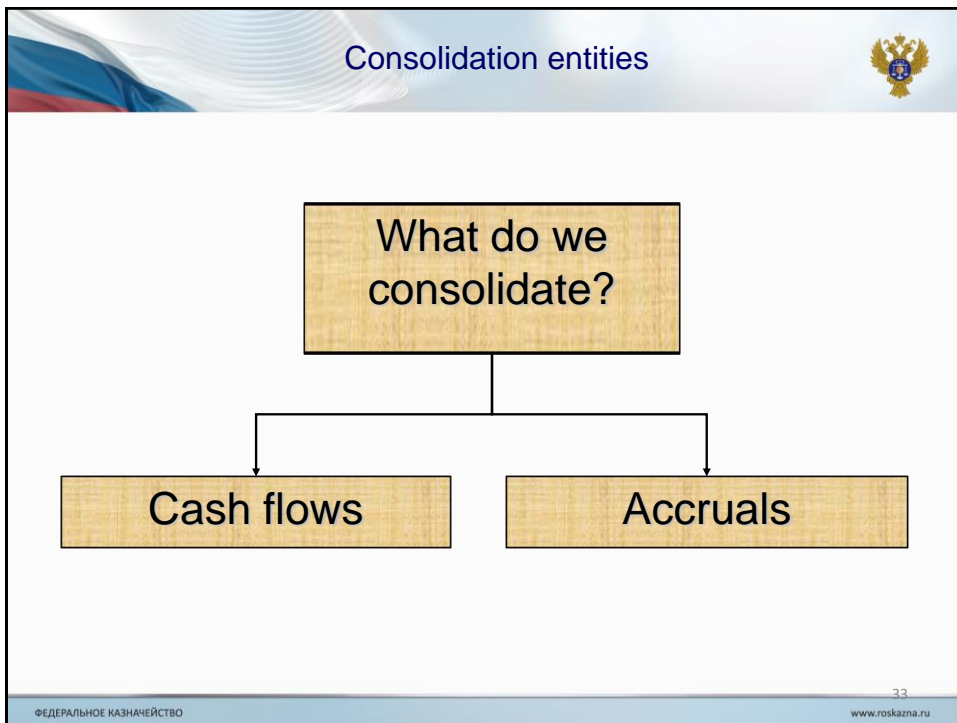 Consolidation entities
What do we
consolidate?
Cash flows
Accruals
33
ФЕДЕРАЛЬНОЕ КАЗНАЧЕЙСТВО
www.roskazna.ru